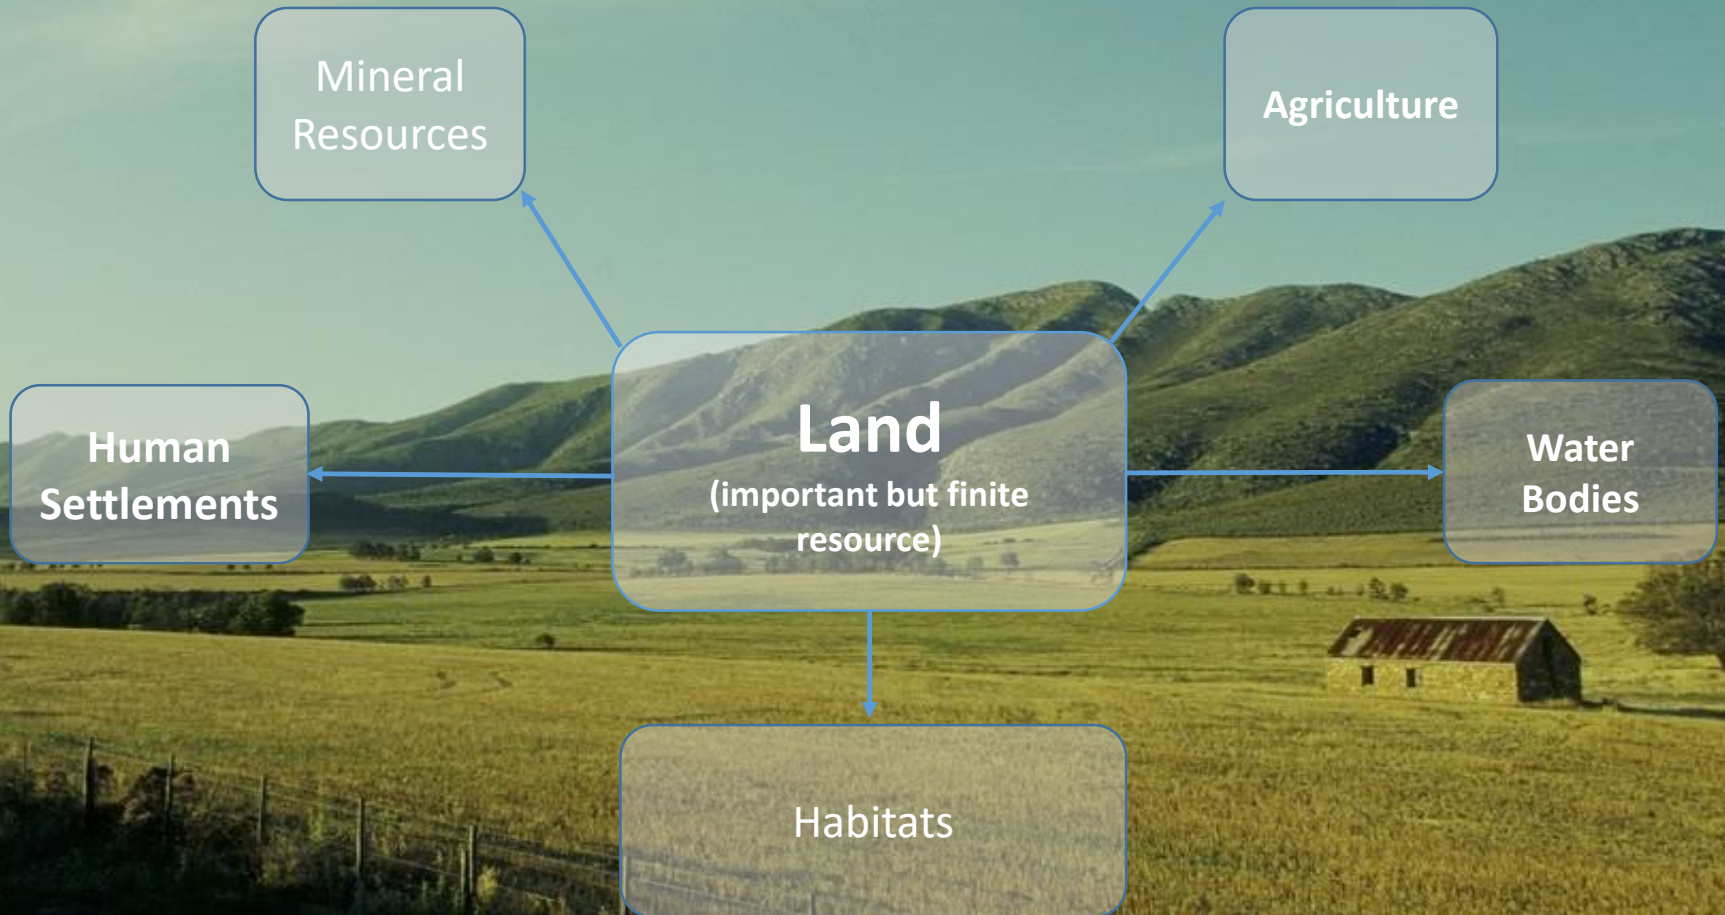 Mineral
Resources
Agriculture
Human
Settlements
Land
(important but finite
resource)
Water
Bodies
Habitats